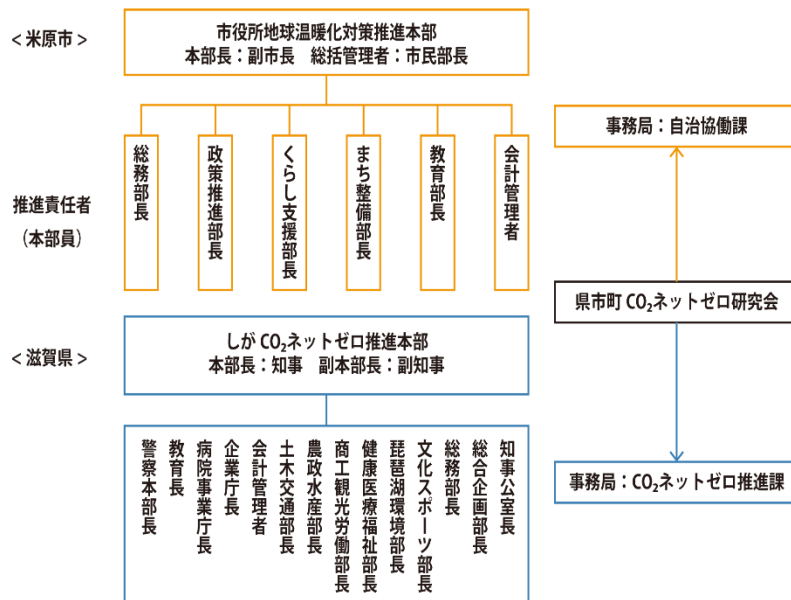 ＜米原市＞
市役所地球温暖化対策推進本部
本部長：副市長　総括管理者：市民部長
推進責任者
（本部員）
総務部長
政策推進部長
くらし支援部長
まち整備部長
教育部長
会計管理者
事務局：自治協働課
県市町 CO₂ネットゼロ研究会
＜滋賀県＞
しが CO₂ネットゼロ推進本部
本部長：知事　副本部長：副知事
警察本部長
教育長
病院事業庁長
企業庁長
会計管理者
土木交通部長
農政水産部長
商工観光労働部長
健康医療福祉部長
琵琶湖環境部長
文化スポーツ部長
総務部長
総合企画部長
知事公室長
事務局：CO₂ネットゼロ推進課